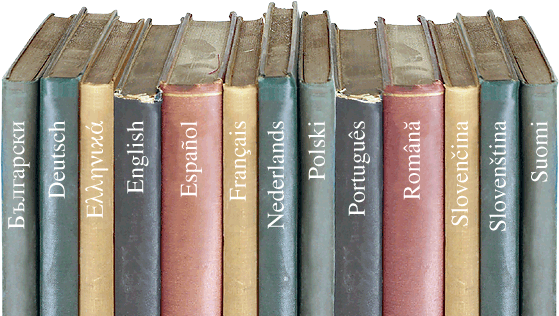 Български
Deutsch
Ελληνικά
English
Español
Français
Nederlands
Polski
Português
Română
Slovenčina
Slovenština
Suomi